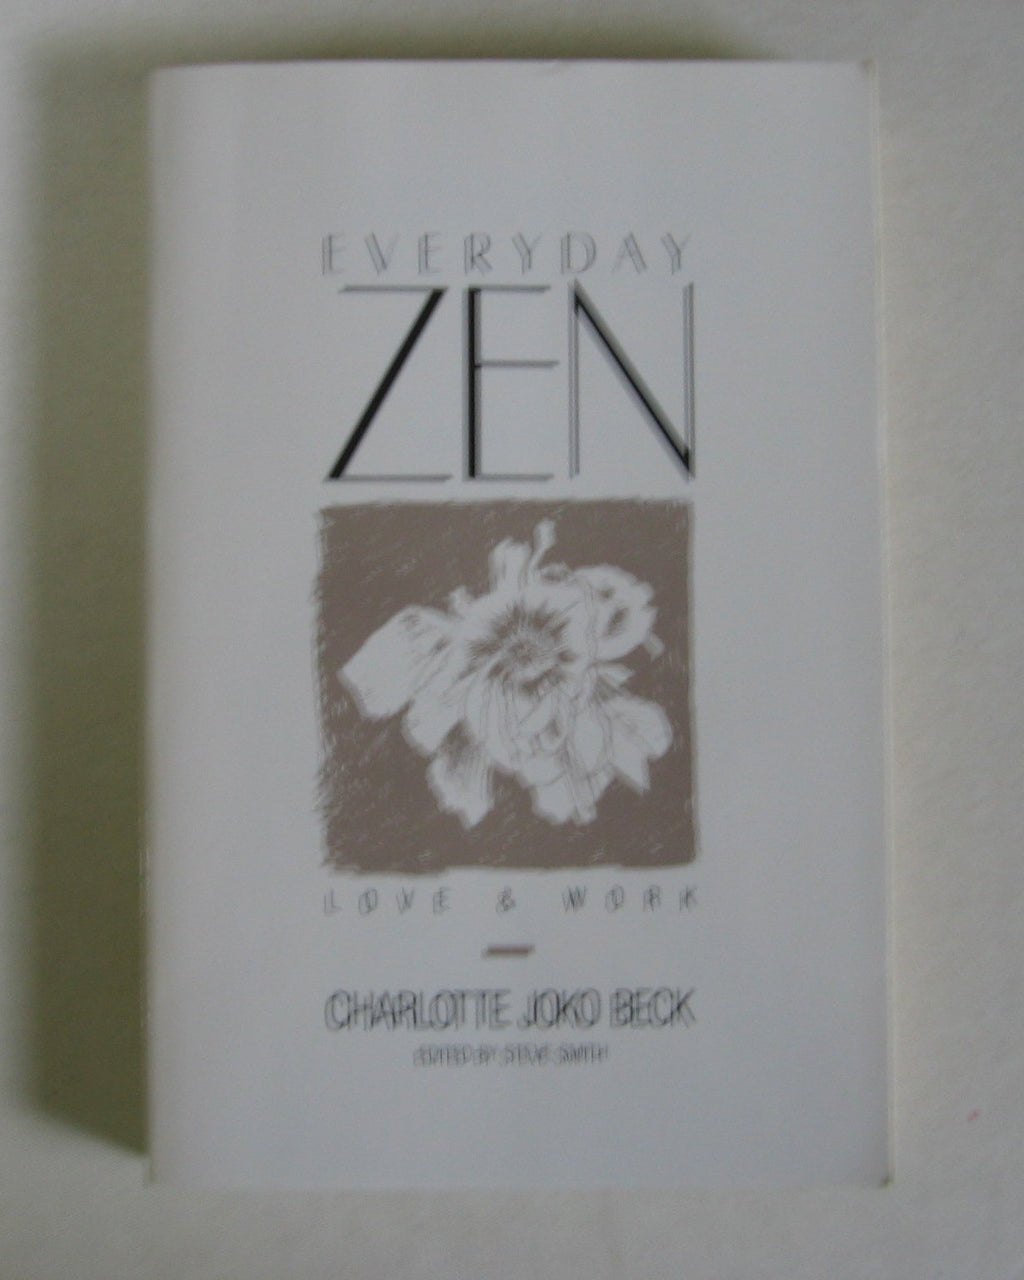 EVERYDAY
ZEN
LOVE & WORK
CHARLOTTE JOKO BECK
EDITED BY STEVE SMITH